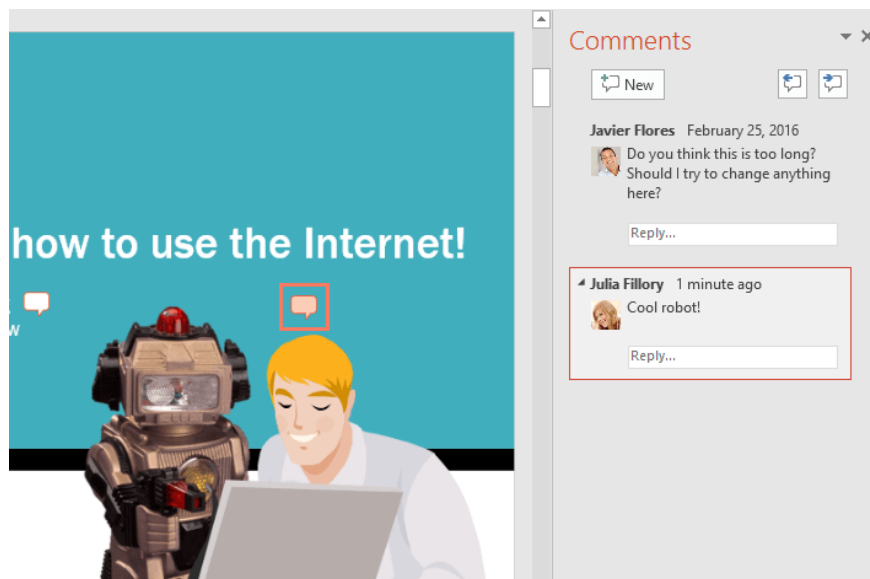 how to use the Internet!
w
Comments
New
Javier Flores February 25, 2016
Do you think this is too long?
Should I try to change anything
here?
Reply...
Julia Fillory 1 minute ago
Cool robot!
Reply...